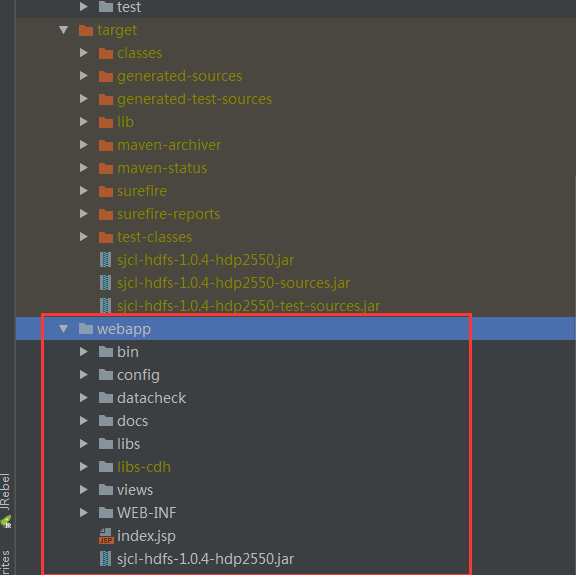 test
target
classes
generated-sources
generated-test-sources
lib
maven-archiver
maven-status
surefire
surefire-reports
test-classes
sjcl-hdfs-1.0.4-hdp2550.jar
sjcl-hdfs-1.0.4-hdp2550-sources.jar
sjcl-hdfs-1.0.4-hdp2550-test-sources.jar
webapp
bin
config
datacheck
docs
libs
libs-cdh
views
WEB-INF
JSP
index.jsp
sjcl-hdfs-1.0.4-hdp2550.jar
JRebel
rites